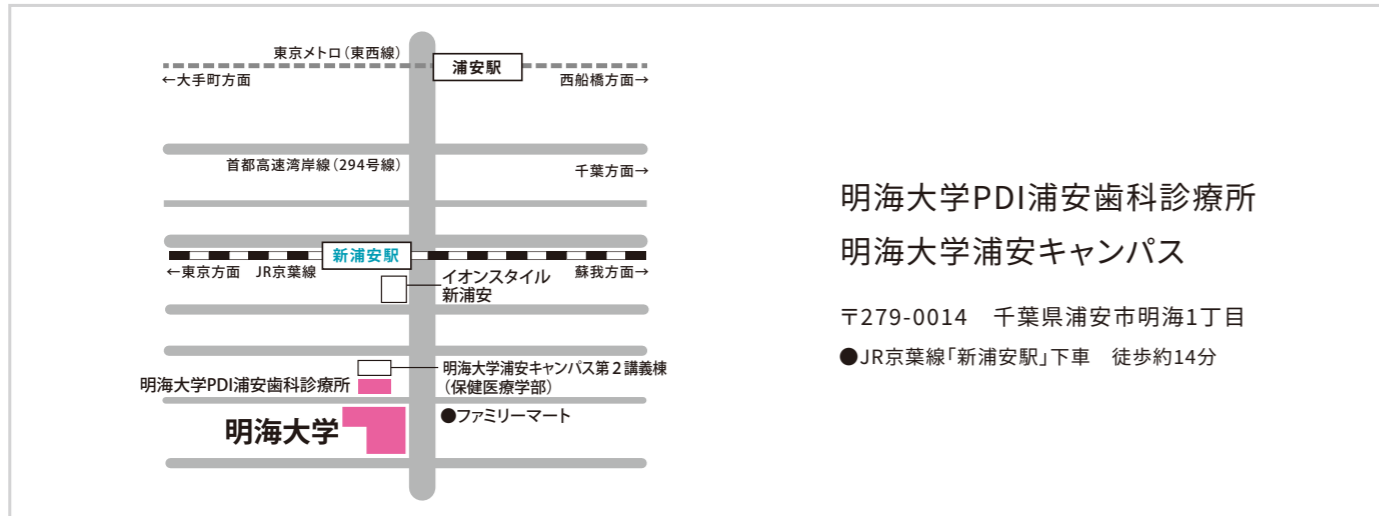 東京メトロ(東西線)
浦安駅
←大手町方面
西船橋方面→
首都高速湾岸線(294号線)
千葉方面→
新浦安駅
←東京方面 JR京葉線
蘇我方面→
イオンスタイル
新浦安
明海大学浦安キャンパス第2講義棟
(保健医療学部)
明海大学PDI浦安歯科診療所
●ファミリーマート
明海大学
明海大学PDI浦安歯科診療所
明海大学浦安キャンパス
〒279-0014 千葉県浦安市明海1丁目
●JR京葉線「新浦安駅」下車 徒歩約14分